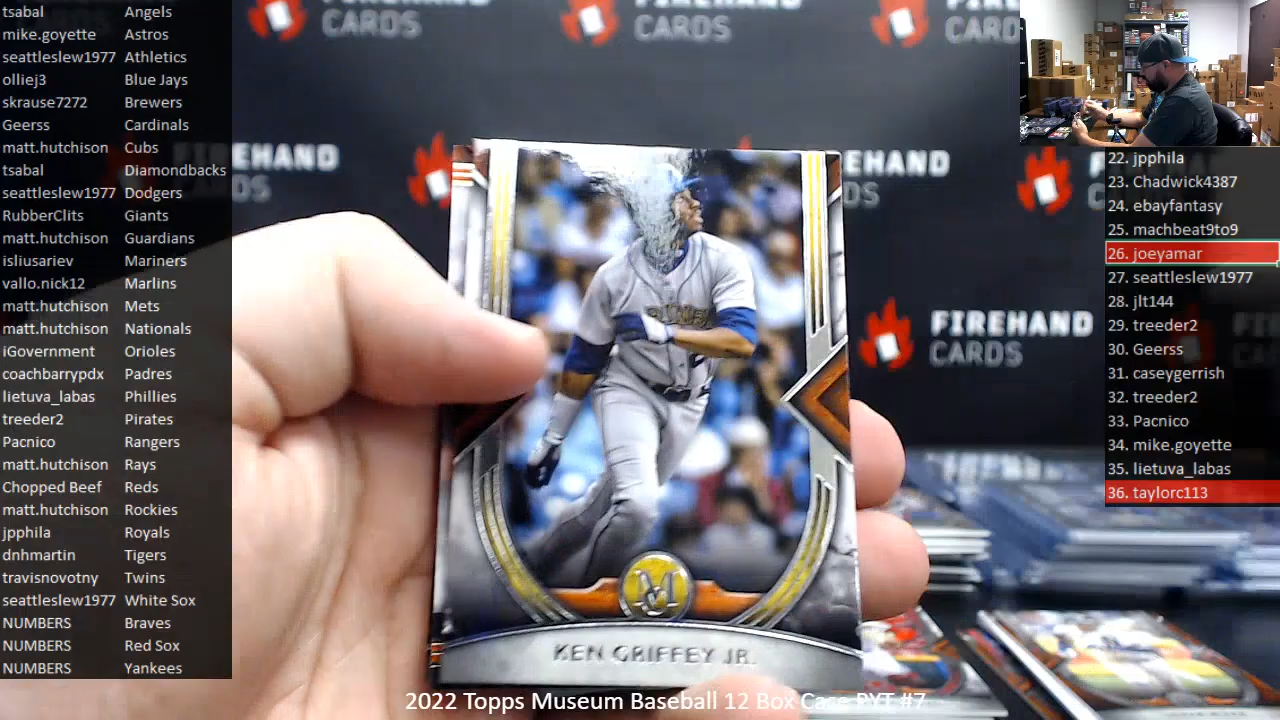 tsabal Angels
mike.goyette Astros
seattleslew1977 Athletics
olliej3 Blue Jays
skrause7272 Brewers
Geerss Cardinals
matt.hutchison Cubs
tsabal Diamondbacks
seattleslew1977 Dodgers
RubberClits Giants
matt.hutchison Guardians
isliusariev Mariners
vallo.nick12 Marlins
matt.hutchison Mets
matt.hutchison Nationals
iGovernment Orioles
coachbarrypdx Padres
lietuva_labas Phillies
treeder2 Pirates
Pacnico Rangers
matt.hutchison Rays
Chopped Beef Reds
matt.hutchison Rockies
jpphila Royals
dnhmartin Tigers
travisnovotny Twins
seattleslew1977 White Sox
NUMBERS Braves
NUMBERS Red Sox
NUMBERS Yankees
CARDS
CARDS
FIREHAND
FIREHAND
CARDS
KEN GRIFFEY JR.
22. jpphila
23. Chadwick4387
24. ebayfantasy
25. machbeat9to9
26. joeyamar
27. seattleslew1977
28. jlt144
29. treeder2
30. Geerss
31. caseygerrish
32. treeder2
33. Pacnico
34. mike.goyette
35. lietuva_labas
36. taylorc113
2022 Topps Museum Baseball 12 Box Case PYT #7